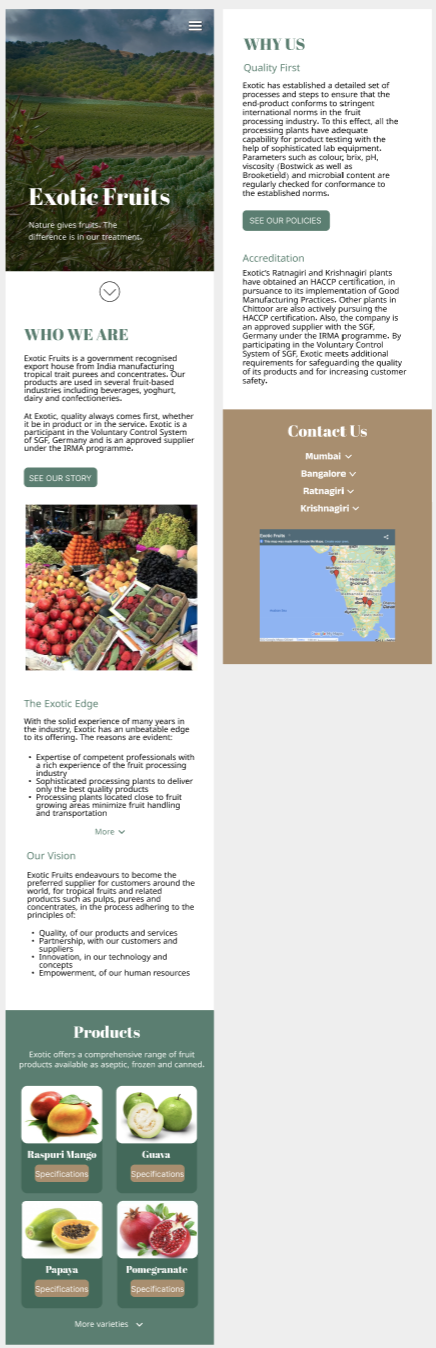 Exotic Fruits
Nature gives fruits. The
difference is in our treatment.
WHO WE ARE
Exotic Fruits is a government recognised
export house from India manufacturing
tropical trait purees and concentrates. Our
products are used in several fruit-based
industries including beverages, yoghurt,
dairy and confectioneries.
At Exotic, quality always comes first, whether
it be in product or in the service. Exotic is a
participant in the Voluntary Control System
of SGF, Germany and is an approved supplier
under the IRMA programme.
SEE OUR STORY
The Exotic Edge
With the solid experience of many years in
the industry, Exotic has an unbeatable edge
to its offering. The reasons are evident:
• Expertise of competent professionals with
a rich experience of the fruit processing
industry
• Sophisticated processing plants to deliver
only the best quality products
• Processing plants located close to fruit
growing areas minimize fruit handling
and transportation
More
Our Vision
Exotic Fruits endeavours to become the
preferred supplier for customers around the
world, for tropical fruits and related
products such as pulps, purees and
concentrates, in the process adhering to the
principles of:
• Quality, of our products and services
• Partnership, with our customers and
suppliers
• Innovation, in our technology and
concepts
• Empowerment, of our human resources
Products
Exotic offers a comprehensive range of fruit
products available as aseptic, frozen and canned.
Raspuri Mango
Specifications
Guava
Specifications
Papaya
Specifications
Pomegranate
Specifications
More varieties
WHY US
Quality First
Exotic has established a detailed set of
processes and steps to ensure that the
end-product conforms to stringent
international norms in the fruit
processing industry. To this effect, all the
processing plants have adequate
capability for product testing with the
help of sophisticated lab equipment.
Parameters such as colour, brix, pH,
viscosity (Bostwick as well as
Brooketield) and microbial content are
regularly checked for conformance to
the established norms.
SEE OUR POLICIES
Accreditation
Exotic's Ratnagiri and Krishnagiri plants
have obtained an HACCP certification, in
pursuance to its implementation of Good
Manufacturing Practices. Other plants in
Chittoor are also actively pursuing the
HACCP certification. Also, the company is
an approved supplier with the SGF,
Germany under the IRMA programme. By
participating in the Voluntary Control
System of SGF, Exotic meets additional
requirements for safeguarding the quality
of its products and for increasing customer
safety.
Contact Us
Mumbai
Bangalore
Ratnagiri
Krishnagiri
Exotic Fruits